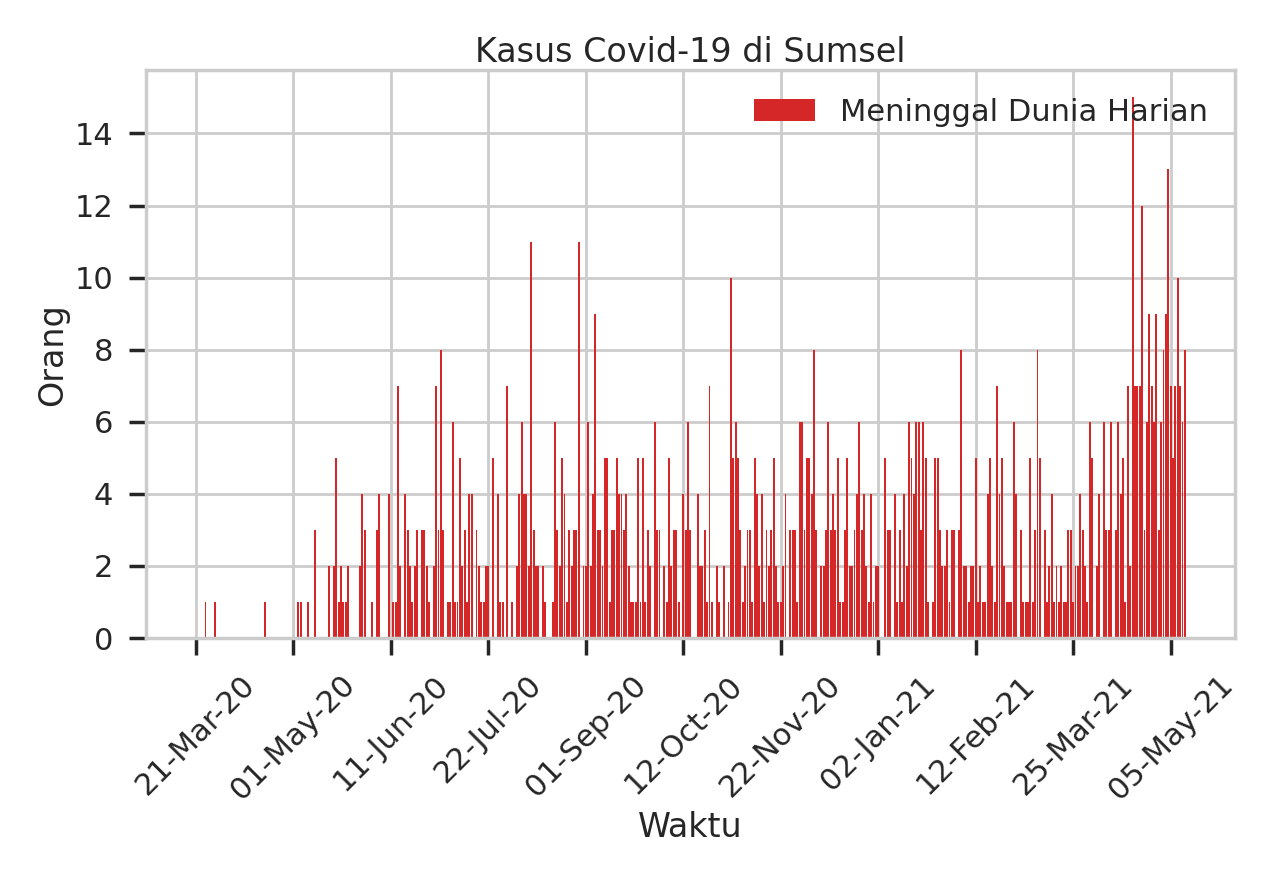 Kasus Covid-19 di Sumsel
Meninggal Dunia Harian
14
12
10
8
6
4
2
0
Orang
21-Mar-20
01-May-20
11-Jun-20
22-Jul-20
01-Sep-20
12-Oct-20
22-Nov-20
02-Jan-21
12-Feb-21
25-Mar-21
05-May-21
Waktu